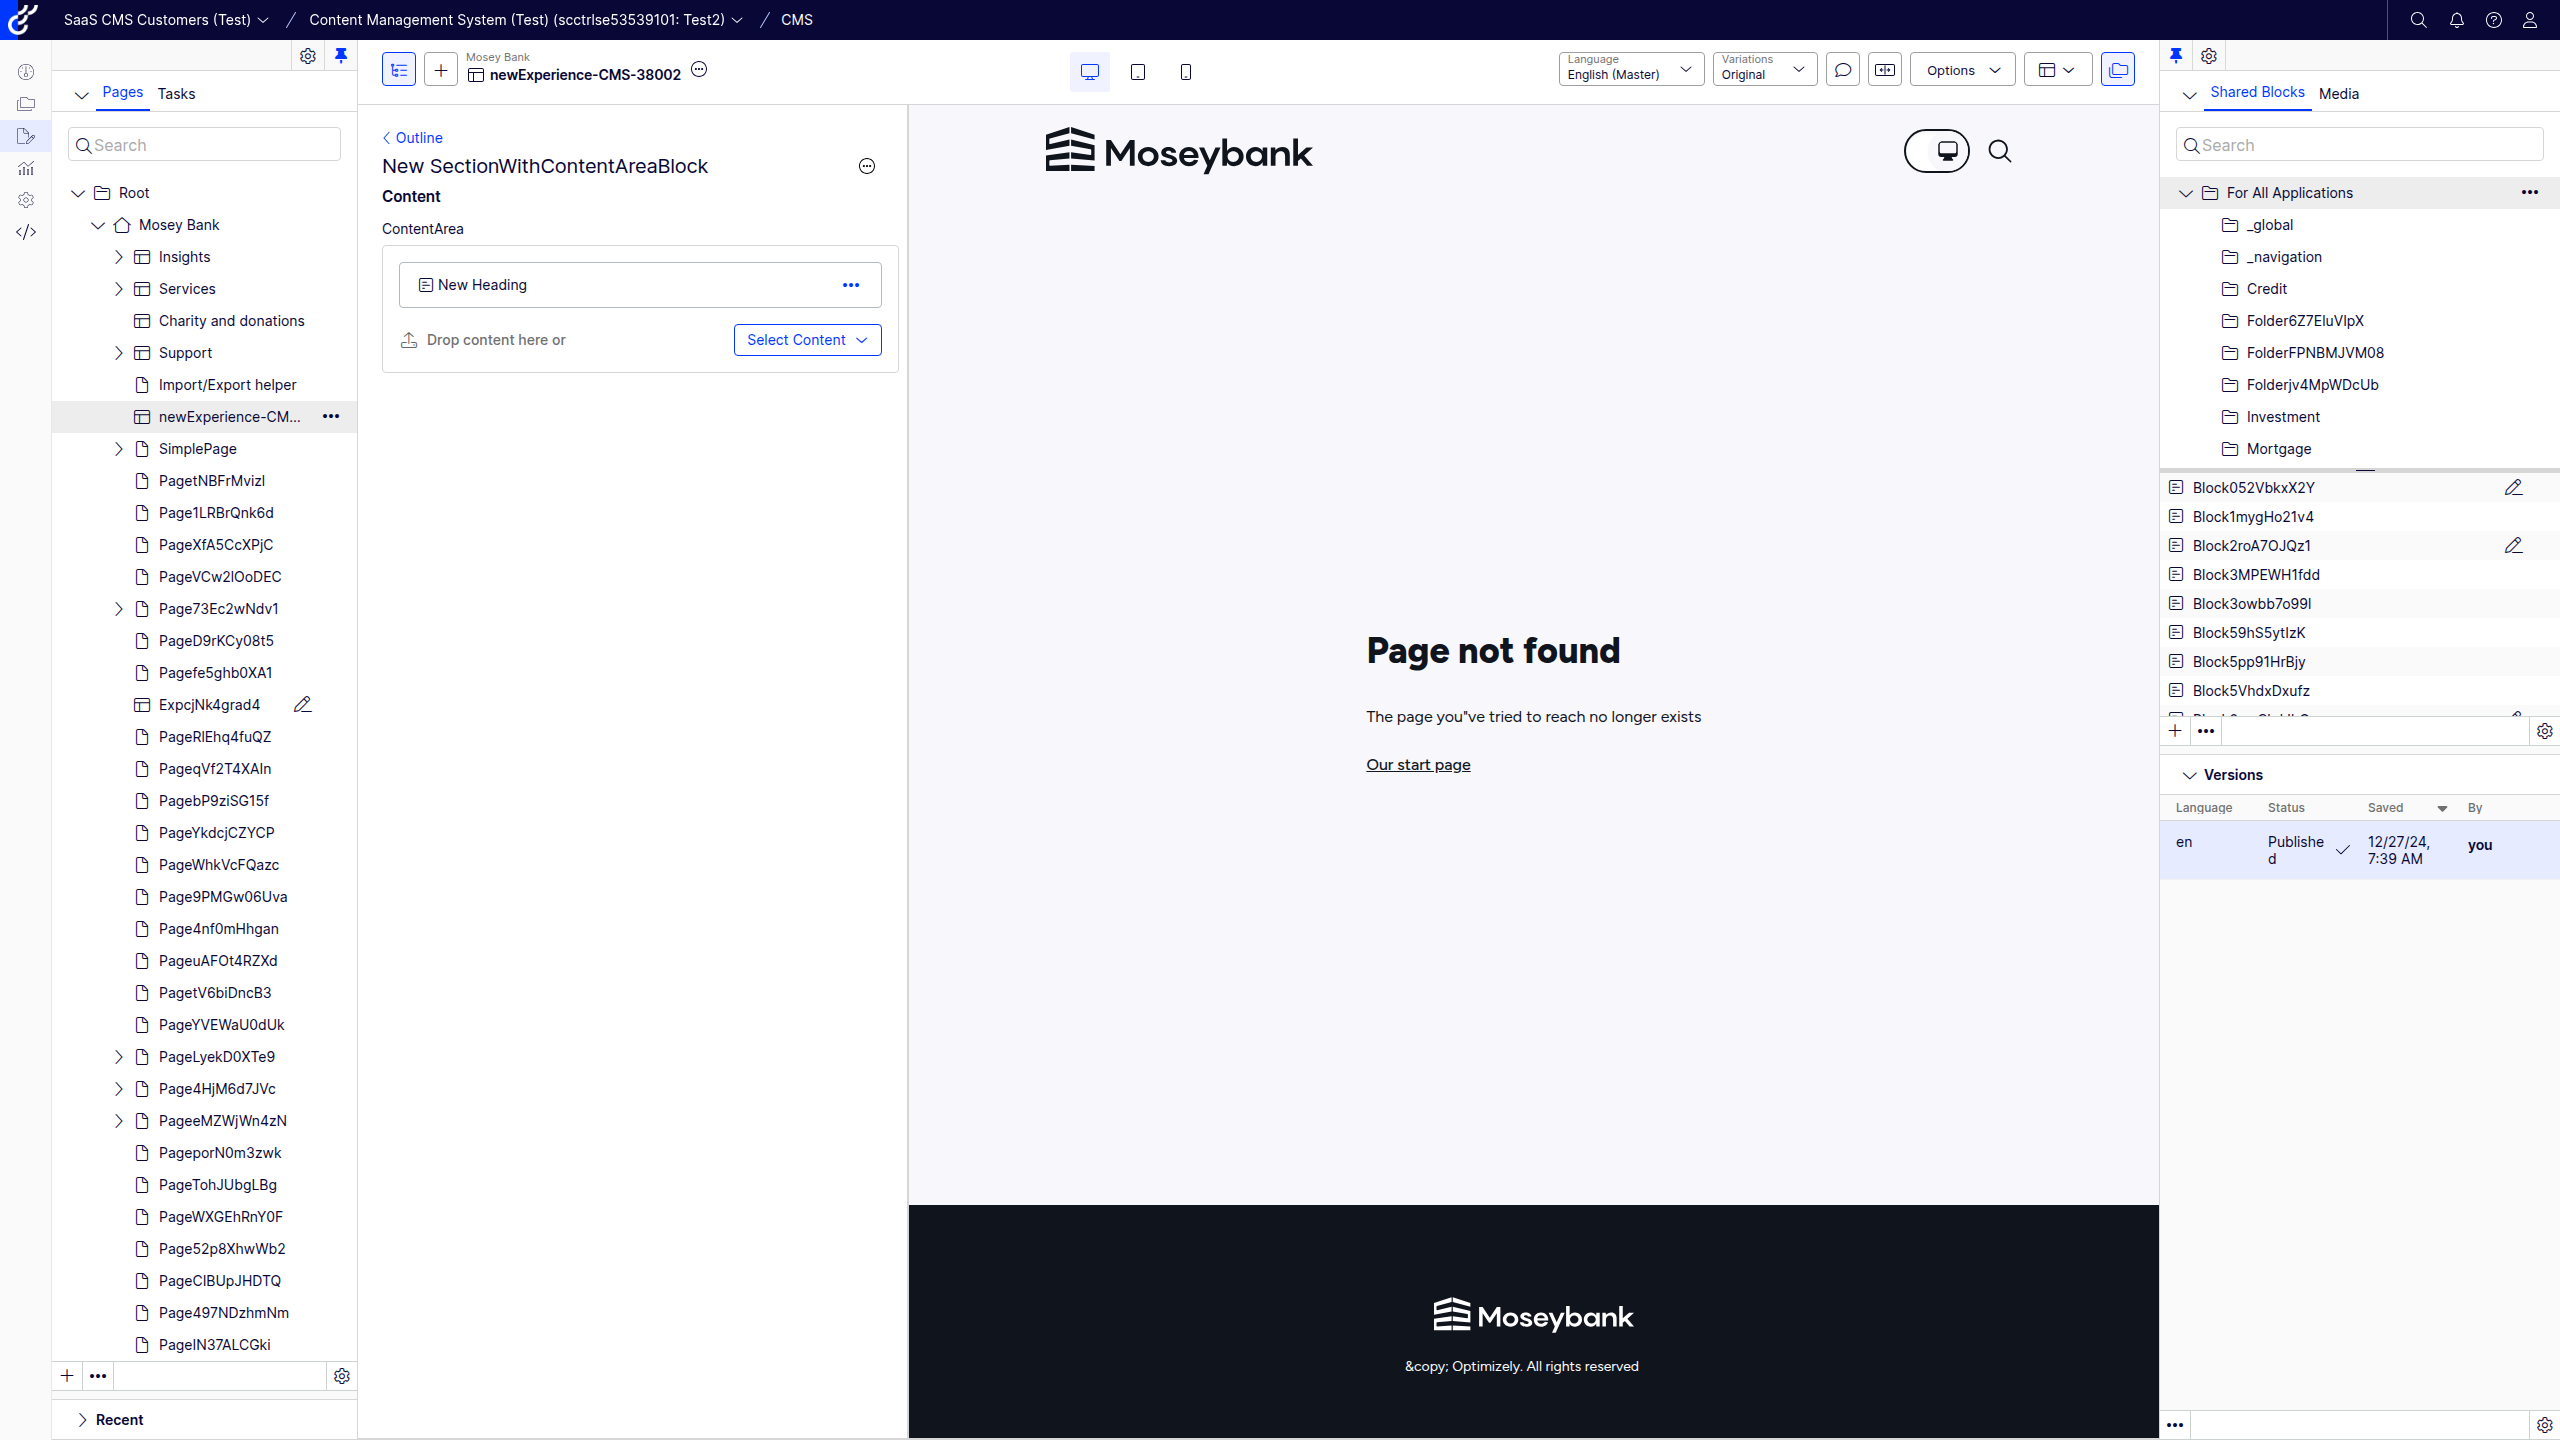 SaaS CMS Customers (Test) / Content Management System (Test) (scctrlse53539101: Test2) / CMS
Pages Tasks
Search
Root
Mosey Bank
Insights
Services
Charity and donations
Support
Import/Export helper
newExperience-CM...
SimplePage
PagetNBFrMvizI
Page1LRBrQnk6d
PageXfA5CcXPjC
PageVCw2lOoDEC
Page73Ec2wNdv1
PageD9rKCy08t5
Pagefe5ghb0XA1
ExpcjNk4grad4
PageRlEhq4fuQZ
PageqVf2T4XAln
PagebP9ziSG15f
PageYkdcjCZYCP
PageWhkVcFQazc
Page9PMGw06Uva
Page4nf0mHhgan
PageuAFOt4RZXd
PagetV6biDncB3
PageYVEWaU0dUk
PageLyekD0XTe9
Page4HjM6d7JVc
PageeMZWjWn4zN
PageporN0m3zwk
PageTohJUbgLBg
PageWXGEhRnY0F
Page52p8XhwWb2
PageCIBUpJHDTQ
Page497NDzhmNm
PageIN37ALCGki
Recent
Mosey Bank
newExperience-CMS-38002
Language
English (Master)
Variations
Original
Options
Outline
New SectionWithContentAreaBlock
Content
ContentArea
New Heading
Drop content here or
Select Content
Moseybank
Page not found
The page you"ve tried to reach no longer exists
Our start page
Moseybank
&copy; Optimizely. All rights reserved
Shared Blocks Media
Search
For All Applications
_global
_navigation
Credit
Folder6Z7EluVlpX
FolderFPNBMJVM08
Folderjv4MpWDcUb
Investment
Mortgage
Block052VbkxX2Y
Block1mygHo21v4
Block2roA7OJQz1
Block3MPEWH1fdd
Block3owbb7o99l
Block59hS5ytIzK
Block5pp91HrBjy
Block5VhdxDxufz
Versions
Language Status Saved By
en Publishe 12/27/24, you
d 7:39 AM